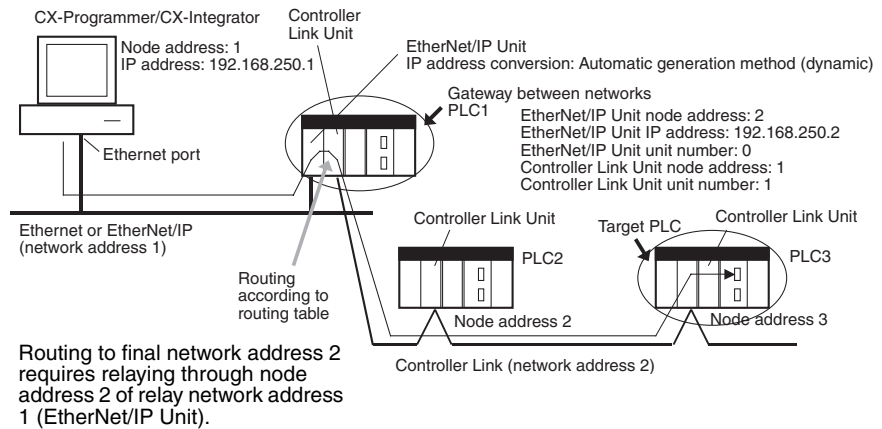 CX-Programmer/CX-Integrator
Node address: 1
IP address: 192.168.250.1
Ethernet port
Controller
Link Unit
EtherNet/IP Unit
IP address conversion: Automatic generation method (dynamic)
Gateway between networks
PLC1
EtherNet/IP Unit node address: 2
EtherNet/IP Unit IP address: 192.168.250.2
EtherNet/IP Unit unit number: 0
Controller Link Unit node address: 1
Controller Link Unit unit number: 1
Ethernet or EtherNet/IP
(network address 1)
Routing
according to
routing table
Controller Link Unit
PLC2
Node address 2
Target PLC
Controller Link Unit
PLC3
Node address 3
Controller Link (network address 2)
Routing to final network address 2
requires relaying through node
address 2 of relay network address
1 (EtherNet/IP Unit).